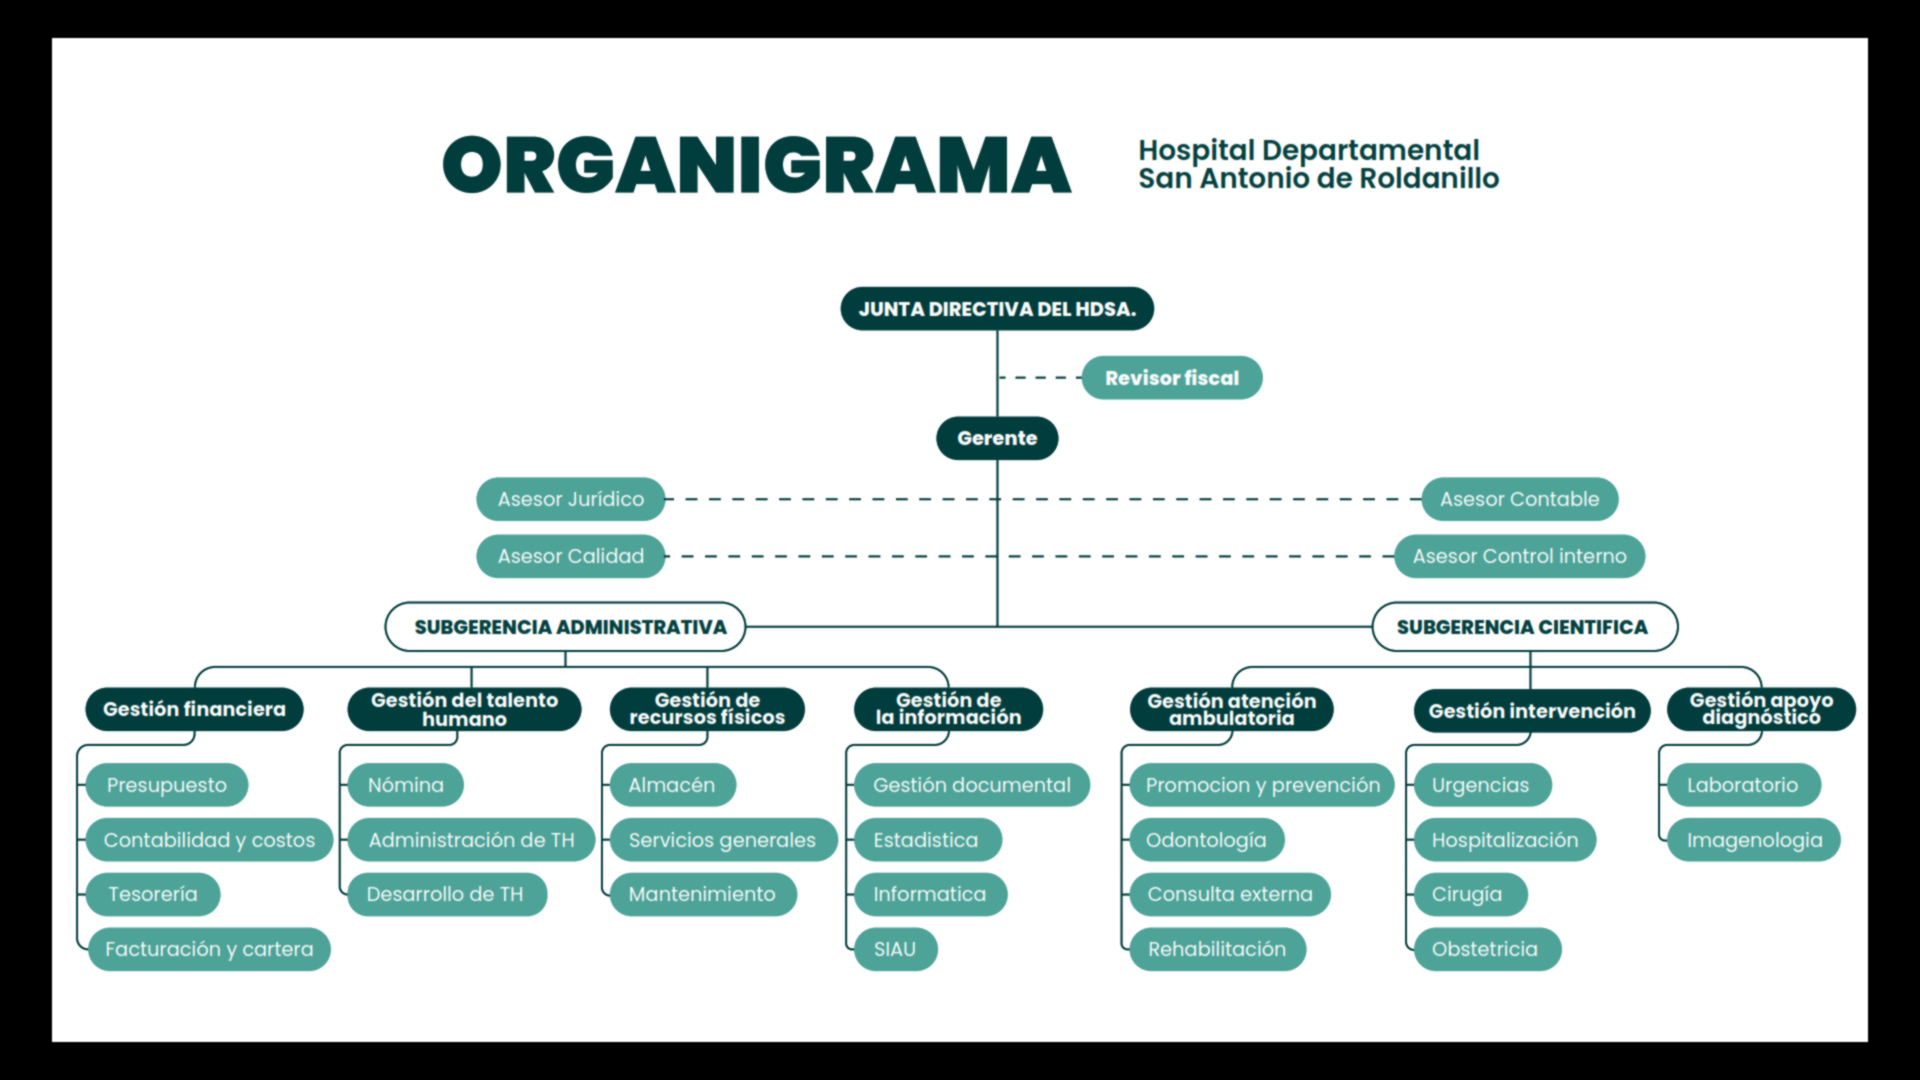 ORGANIGRAMA
Hospital Departamental
San Antonio de Roldanillo
JUNTA DIRECTIVA DEL HDSA.
Revisor fiscal
Gerente
Asesor Jurídico
Asesor Contable
Asesor Calidad
Asesor Control interno
SUBGERENCIA ADMINISTRATIVA
SUBGERENCIA CIENTIFICA
Gestión financiera
Presupuesto
Contabilidad y costos
Tesorería
Facturación y cartera
Gestión del talento
humano
Nómina
Administración de TH
Desarrollo de TH
Gestión de
recursos físicos
Almacén
Servicios generales
Mantenimiento
Gestión de
la información
Gestión documental
Estadistica
Informatica
SIAU
Gestión atención
ambulatoria
Promocion y prevención
Odontología
Consulta externa
Rehabilitación
Gestión intervención
Urgencias
Hospitalización
Cirugía
Obstetricia
Gestión apoyo
diagnóstico
Laboratorio
Imagenologia